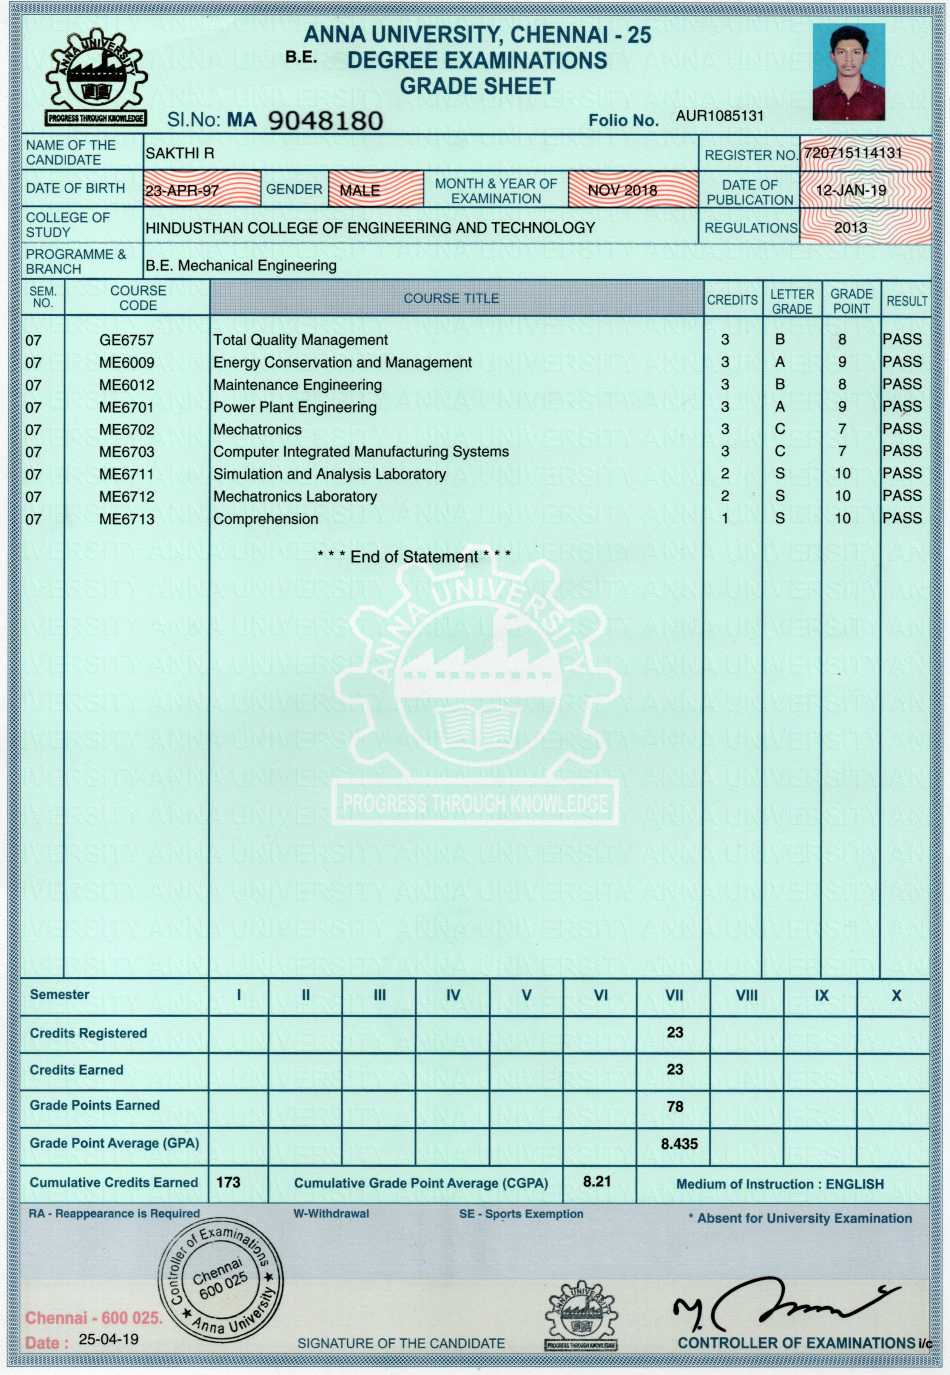 ANNA UNIVERSITY
PROGRESS THROUGH KNOWLEDGE
ANNA UNIVERSITY, CHENNAI - 25
B.E. DEGREE EXAMINATIONS
GRADE SHEET
Sl.No: MA 9048180
Folio No. AUR1085131
NAME OF THE CANDIDATE SAKTHI R REGISTER NO. 720715114131
DATE OF BIRTH 23-APR-97 GENDER MALE MONTH & YEAR OF EXAMINATION NOV 2018 DATE OF PUBLICATION 12-JAN-19
COLLEGE OF STUDY HINDUSTHAN COLLEGE OF ENGINEERING AND TECHNOLOGY REGULATIONS 2013
PROGRAMME & BRANCH B.E. Mechanical Engineering
SEM. NO. COURSE CODE COURSE TITLE CREDITS LETTER GRADE GRADE POINT RESULT
07 GE6757 Total Quality Management 3 B 8 PASS
07 ME6009 Energy Conservation and Management 3 A 9 PASS
07 ME6012 Maintenance Engineering 3 B 8 PASS
07 ME6701 Power Plant Engineering 3 A 9 PASS
07 ME6702 Mechatronics 3 C 7 PASS
07 ME6703 Computer Integrated Manufacturing Systems 3 C 7 PASS
07 ME6711 Simulation and Analysis Laboratory 2 S 10 PASS
07 ME6712 Mechatronics Laboratory 2 S 10 PASS
07 ME6713 Comprehension 1 S 10 PASS
* * * End of Statement * * *
ANNA UNIVERSITY
PROGRESS THROUGH KNOWLEDGE
Semester I II III IV V VI VII VIII IX X
Credits Registered 23
Credits Earned 23
Grade Points Earned 78
Grade Point Average (GPA) 8.435
Cumulative Credits Earned 173 Cumulative Grade Point Average (CGPA) 8.21 Medium of Instruction : ENGLISH
RA - Reappearance is Required W-Withdrawal SE - Sports Exemption * Absent for University Examination
Controller of Examinations
Chennai
600 025
★ Anna University ★
Chennai - 600 025.
Date : 25-04-19
SIGNATURE OF THE CANDIDATE
ANNA UNIVERSITY
PROGRESS THROUGH KNOWLEDGE
CONTROLLER OF EXAMINATIONS i/c